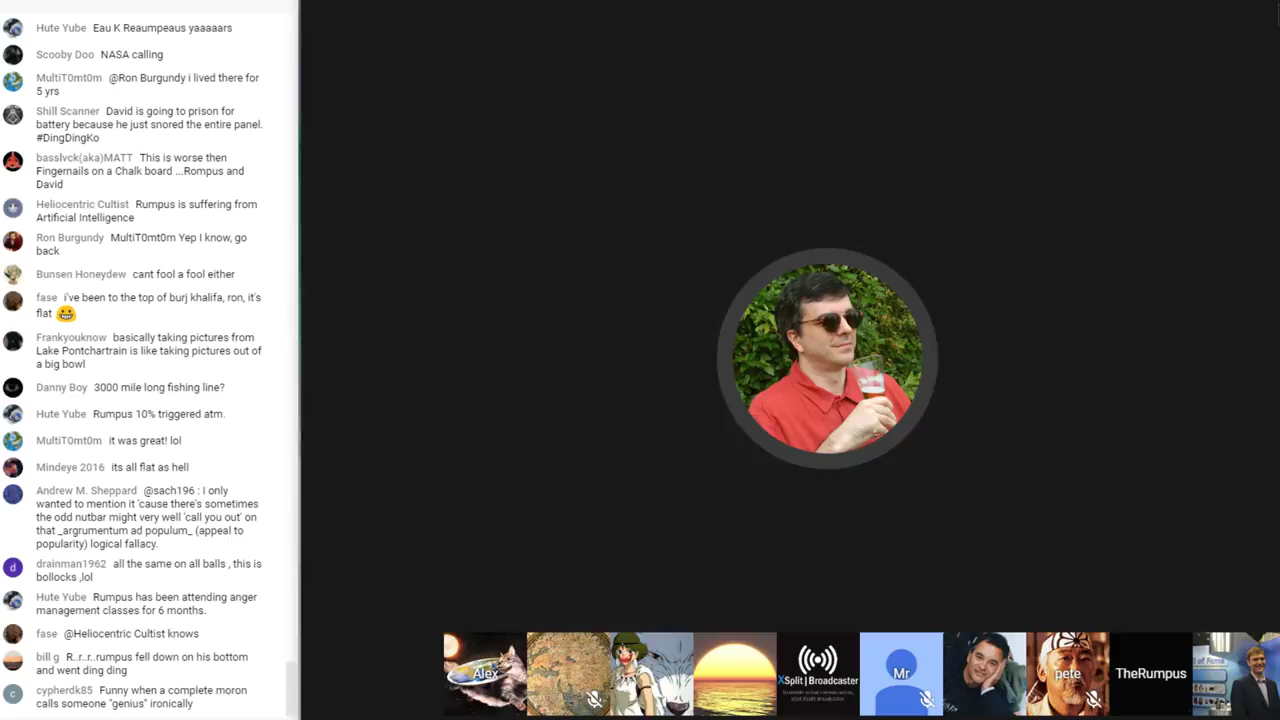 Hute Yube Eau K Reaumpeaus yaaaars
Scooby Doo NASA calling
MultiT0mt0m @Ron Burgundy i lived there for
5 yrs
Shill Scanner David is going to prison for
battery because he just snored the entire panel.
#DingDingKo
basslvck(aka)MATT This is worse then
Fingernails on a Chalk board ...Rompus and
David
Heliocentric Cultist Rumpus is suffering from
Artificial Intelligence
Ron Burgundy MultiT0mt0m Yep I know, go
back
Bunsen Honeydew cant fool a fool either
fase i've been to the top of burj khalifa, ron, it's
flat 😬
Frankyouknow basically taking pictures from
Lake Pontchartrain is like taking pictures out of
a big bowl
Danny Boy 3000 mile long fishing line?
Hute Yube Rumpus 10% triggered atm.
MultiT0mt0m it was great! lol
Mindeye 2016 its all flat as hell
Andrew M. Sheppard @sach196 : I only
wanted to mention it 'cause there's sometimes
the odd nutbar might very well 'call you out' on
that _argrumentum ad populum_ (appeal to
popularity) logical fallacy.
d
drainman1962 all the same on all balls , this is
bollocks ,lol
Hute Yube Rumpus has been attending anger
management classes for 6 months.
fase @Heliocentric Cultist knows
bill g R..r..r..rumpus fell down on his bottom
and went ding ding
c
cypherdk85 Funny when a complete moron
calls someone "genius" ironically
Alex
XSplit|Broadcaster
Mr
pete
TheRumpus